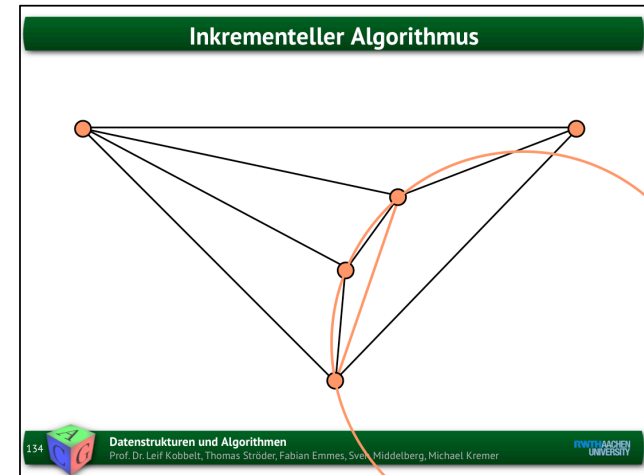 Inkrementeller Algorithmus
134
A
C
G
Datenstrukturen und Algorithmen
Prof. Dr. Leif Kobbelt, Thomas Ströder, Fabian Emmes, Sven Middelberg, Michael Kremer
RWTHAACHEN
UNIVERSITY